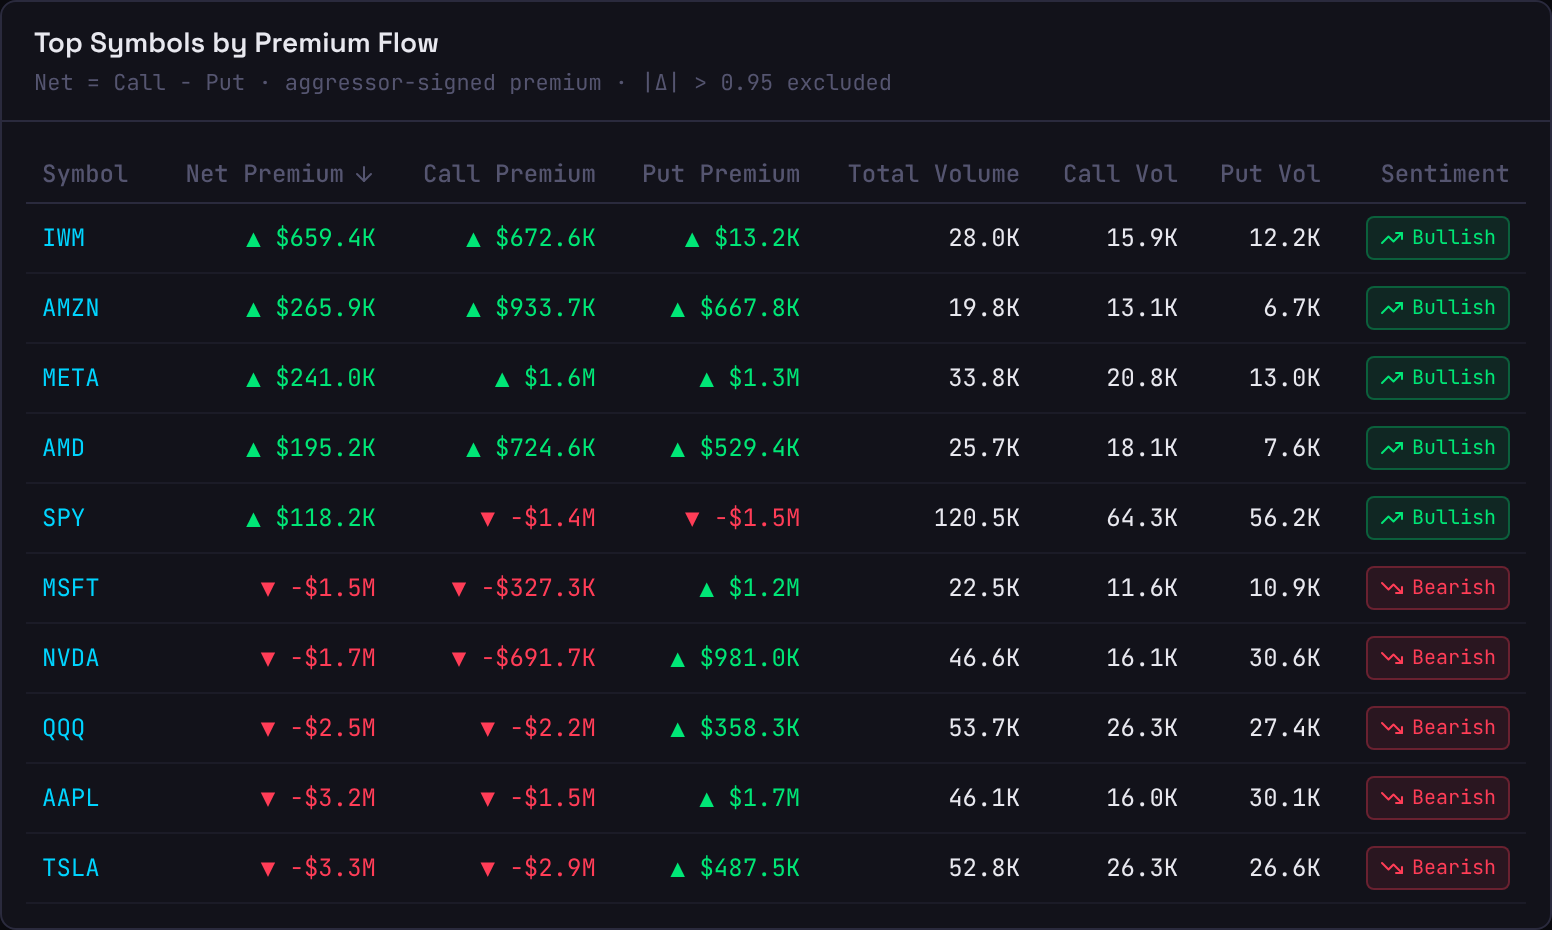 Top Symbols by Premium Flow
Net = Call - Put · aggressor-signed premium · |Δ| > 0.95 excluded
Symbol Net Premium ↓ Call Premium Put Premium Total Volume Call Vol Put Vol Sentiment
IWM ▲ $659.4K ▲ $672.6K ▲ $13.2K 28.0K 15.9K 12.2K Bullish
AMZN ▲ $265.9K ▲ $933.7K ▲ $667.8K 19.8K 13.1K 6.7K Bullish
META ▲ $241.0K ▲ $1.6M ▲ $1.3M 33.8K 20.8K 13.0K Bullish
AMD ▲ $195.2K ▲ $724.6K ▲ $529.4K 25.7K 18.1K 7.6K Bullish
SPY ▲ $118.2K ▼ -$1.4M ▼ -$1.5M 120.5K 64.3K 56.2K Bullish
MSFT ▼ -$1.5M ▼ -$327.3K ▲ $1.2M 22.5K 11.6K 10.9K Bearish
NVDA ▼ -$1.7M ▼ -$691.7K ▲ $981.0K 46.6K 16.1K 30.6K Bearish
QQQ ▼ -$2.5M ▼ -$2.2M ▲ $358.3K 53.7K 26.3K 27.4K Bearish
AAPL ▼ -$3.2M ▼ -$1.5M ▲ $1.7M 46.1K 16.0K 30.1K Bearish
TSLA ▼ -$3.3M ▼ -$2.9M ▲ $487.5K 52.8K 26.3K 26.6K Bearish